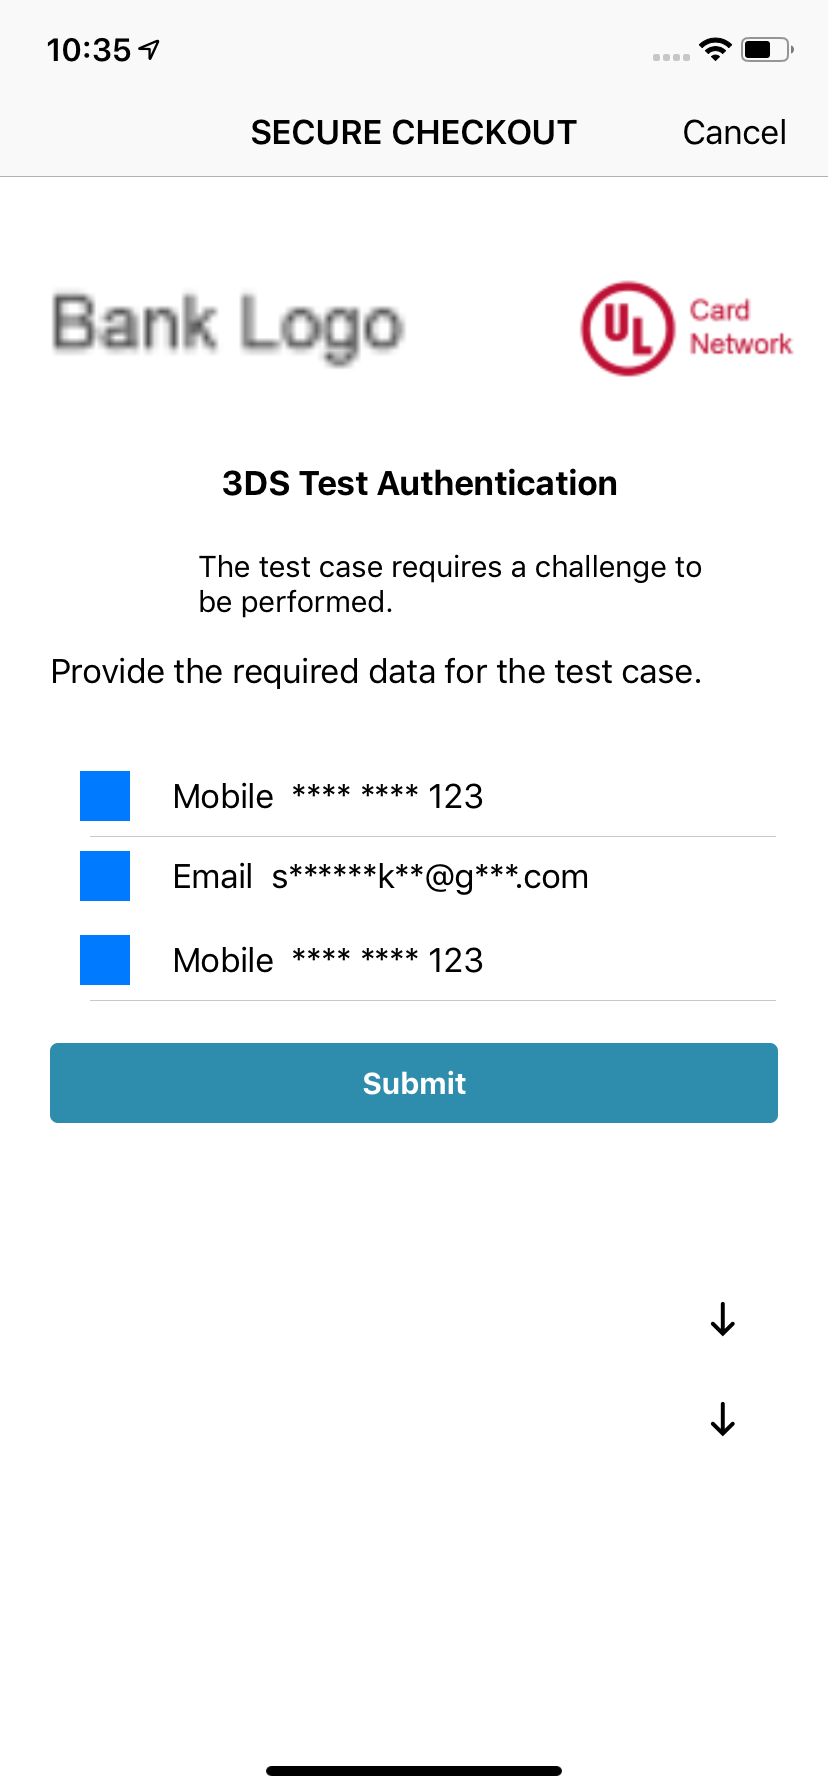 10:35
SECURE CHECKOUT Cancel
Bank Logo
UL Card
Network
3DS Test Authentication
The test case requires a challenge to
be performed.
Provide the required data for the test case.
Mobile **** **** 123
Email s******k**@g***.com
Mobile **** **** 123
Submit